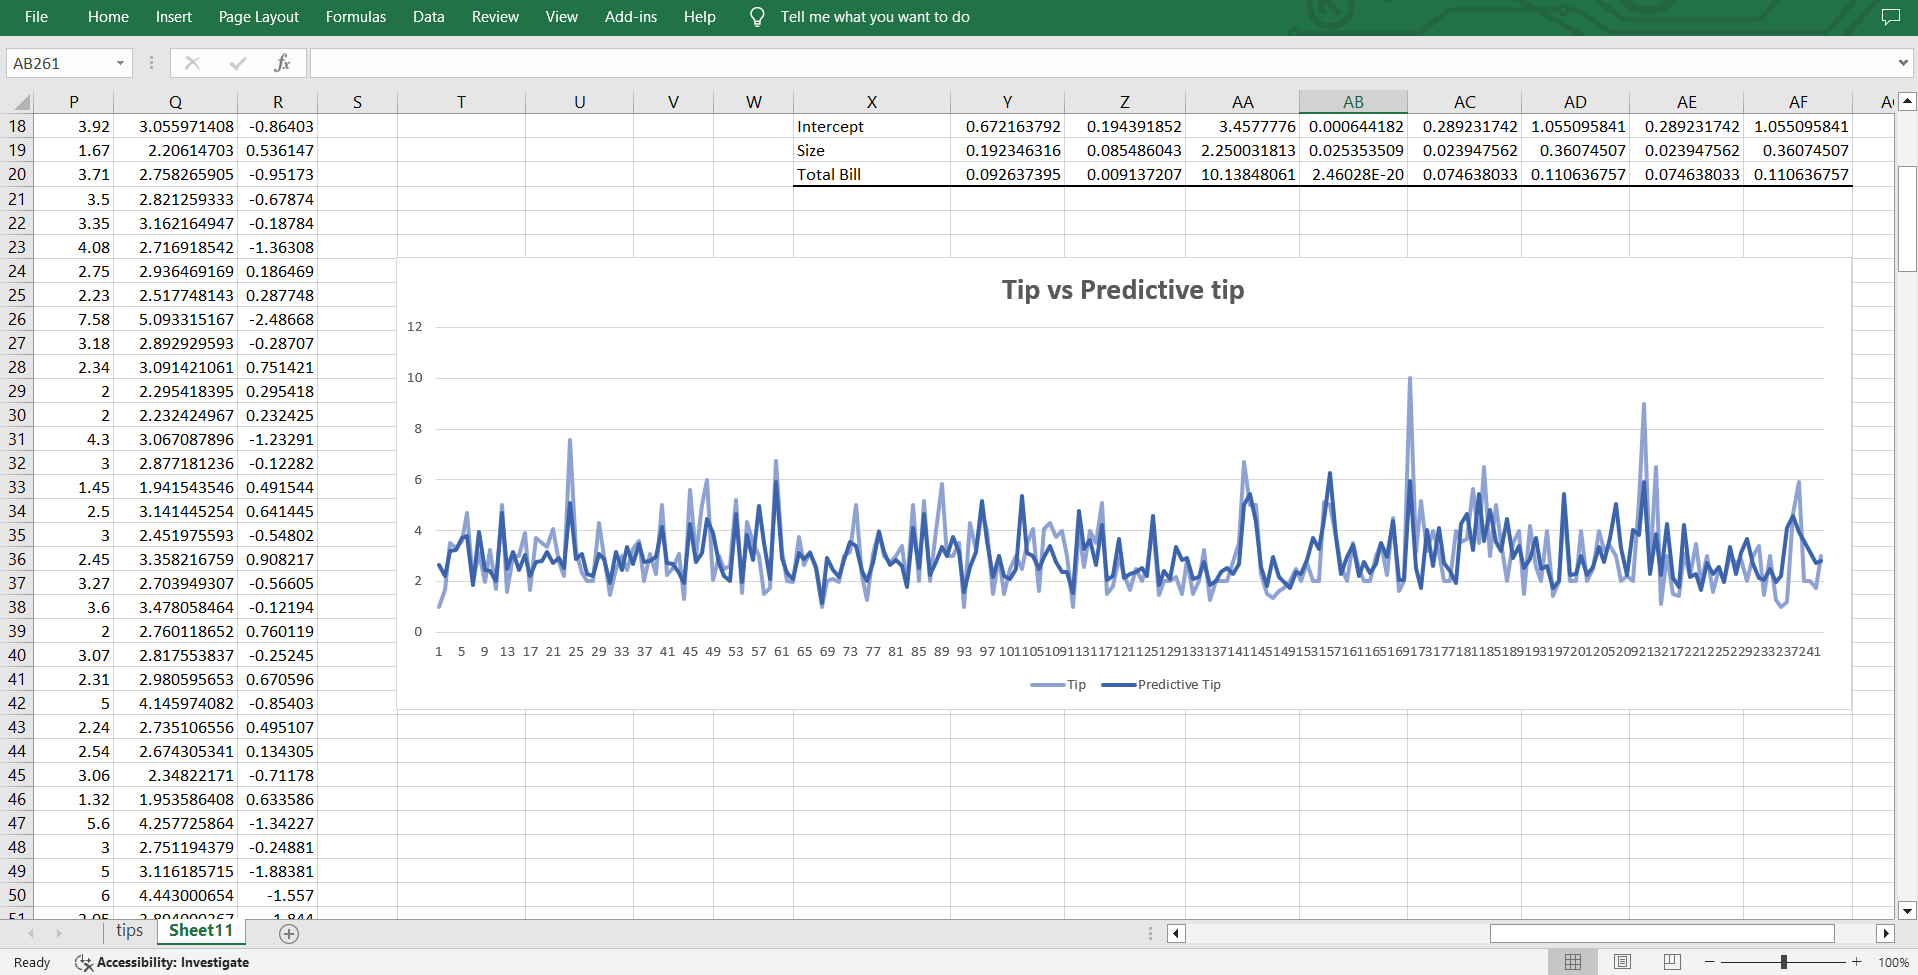 File Home Insert Page Layout Formulas Data Review View Add-ins Help Tell me what you want to do
AB261 fx
P Q R S T U V W X Y Z AA AB AC AD AE AF
18 3.92 3.055971408 -0.86403 Intercept 0.672163792 0.194391852 3.4577776 0.000644182 0.289231742 1.055095841 0.289231742 1.055095841
19 1.67 2.20614703 0.536147 Size 0.192346316 0.085486043 2.250031813 0.025353509 0.023947562 0.36074507 0.023947562 0.36074507
20 3.71 2.758265905 -0.95173 Total Bill 0.092637395 0.009137207 10.13848061 2.46028E-20 0.074638033 0.110636757 0.074638033 0.110636757
21 3.5 2.821259333 -0.67874
22 3.35 3.162164947 -0.18784
23 4.08 2.716918542 -1.36308
24 2.75 2.936469169 0.186469
25 2.23 2.517748143 0.287748
26 7.58 5.093315167 -2.48668
27 3.18 2.892929593 -0.28707
28 2.34 3.091421061 0.751421
29 2 2.295418395 0.295418
30 2 2.232424967 0.232425
31 4.3 3.067087896 -1.23291
32 3 2.877181236 -0.12282
33 1.45 1.941543546 0.491544
34 2.5 3.141445254 0.641445
35 3 2.451975593 -0.54802
36 2.45 3.358216759 0.908217
37 3.27 2.703949307 -0.56605
38 3.6 3.478058464 -0.12194
39 2 2.760118652 0.760119
40 3.07 2.817553837 -0.25245
41 2.31 2.980595653 0.670596
42 5 4.145974082 -0.85403
43 2.24 2.735106556 0.495107
44 2.54 2.674305341 0.134305
45 3.06 2.34822171 -0.71178
46 1.32 1.953586408 0.633586
47 5.6 4.257725864 -1.34227
48 3 2.751194379 -0.24881
49 5 3.116185715 -1.88381
50 6 4.443000654 -1.557
Tip vs Predictive tip
12
10
8
6
4
2
0
1 5 9 13 17 21 25 29 33 37 41 45 49 53 57 61 65 69 73 77 81 85 89 93 97 101105109113117121125129133137141145149153157161165169173177181185189193197201205209213217221225229233237241
Tip Predictive Tip
tips Sheet11
Ready Accessibility: Investigate 100%